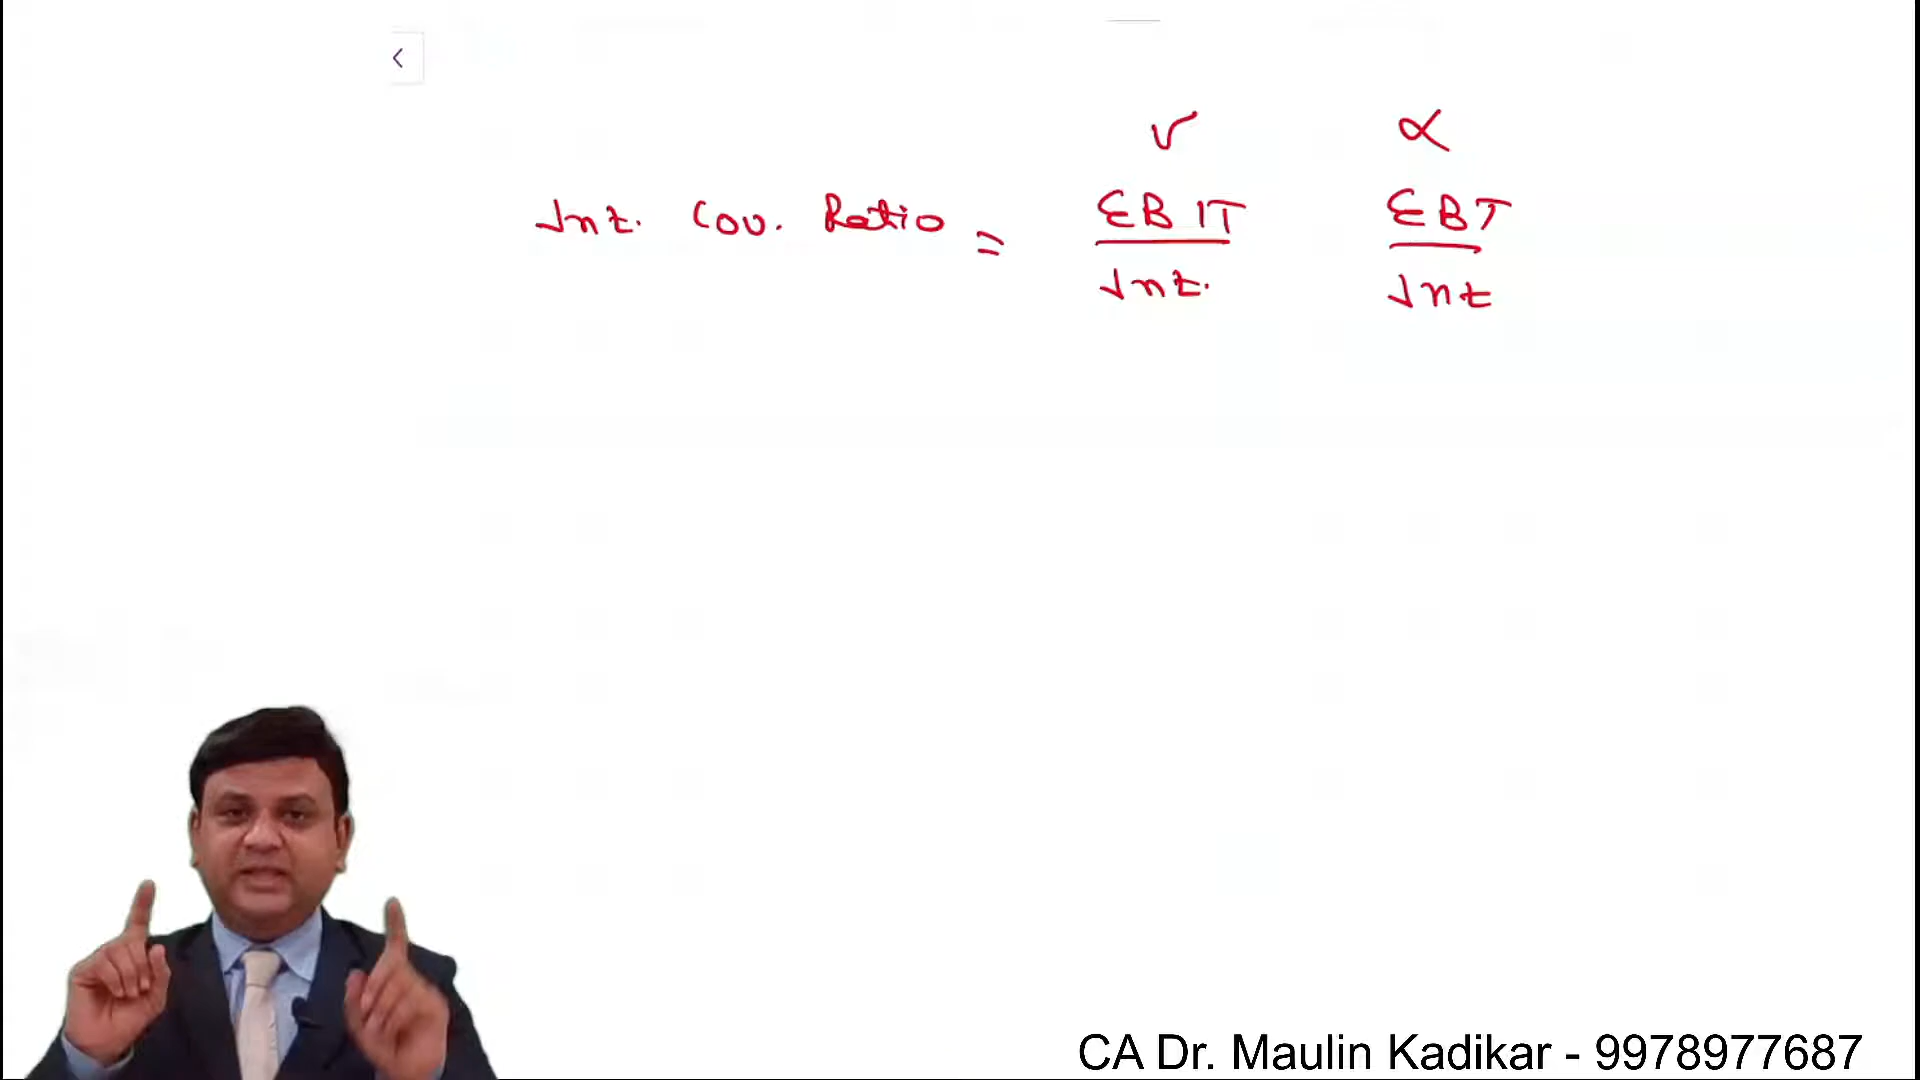 ✓ ×
Int. Cov. Ratio = EBIT EBT
Int. Int
CA Dr. Maulin Kadikar - 9978977687